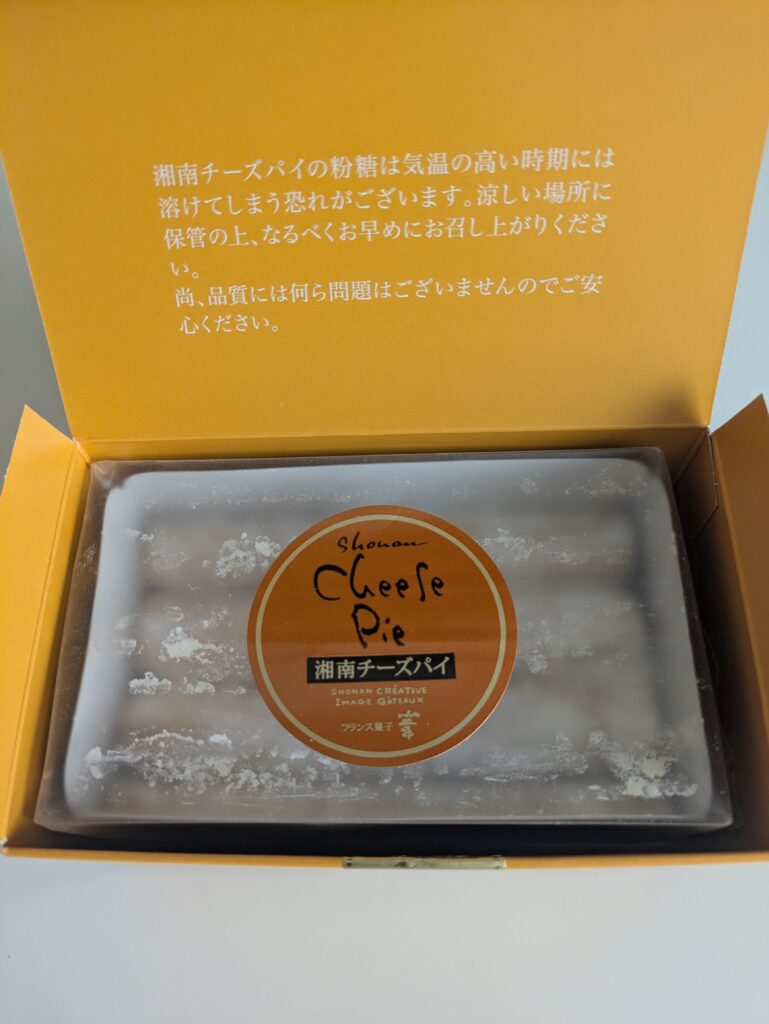 湘南チーズパイの粉糖は気温の高い時期には
溶けてしまう恐れがございます。涼しい場所に
保管の上、なるべくお早めにお召し上がりくださ
い。
尚、品質には何ら問題はございませんのでご安
心ください。
Shonan
Cheese
Pie
湘南チーズパイ
SHONAN CRÉATIVE
IMAGE GÂTEAUX
フランス菓子 葦